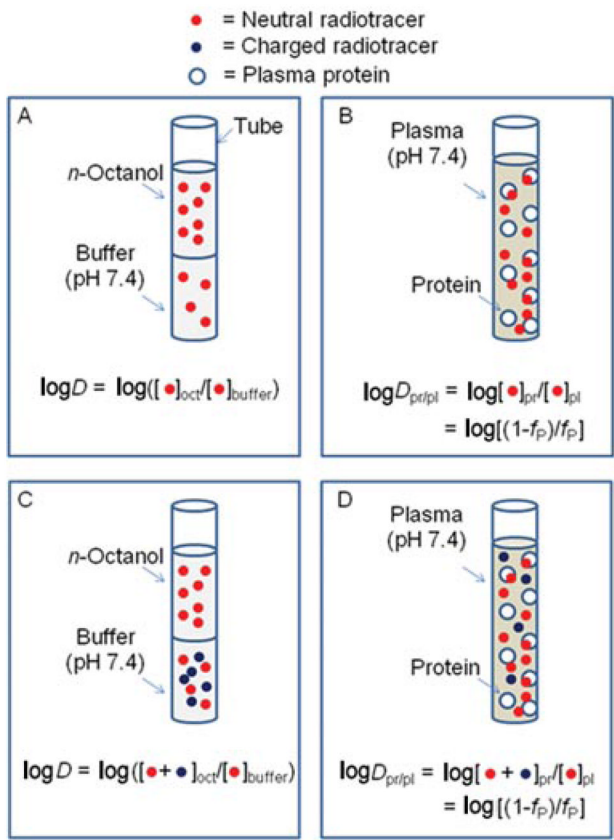 = Neutral radiotracer
= Charged radiotracer
= Plasma protein
A
Tube
n-Octanol
Buffer
(pH 7.4)
logD = log([●]oct/[●]buffer)
B
Plasma
(pH 7.4)
Protein
logDpr/pl = log[●]pr/[●]pl
= log[(1-fP)/fP]
C
n-Octanol
Buffer
(pH 7.4)
logD = log([●+●]oct/[●]buffer)
D
Plasma
(pH 7.4)
Protein
logDpr/pl = log[●+●]pr/[●]pl
= log[(1-fP)/fP]